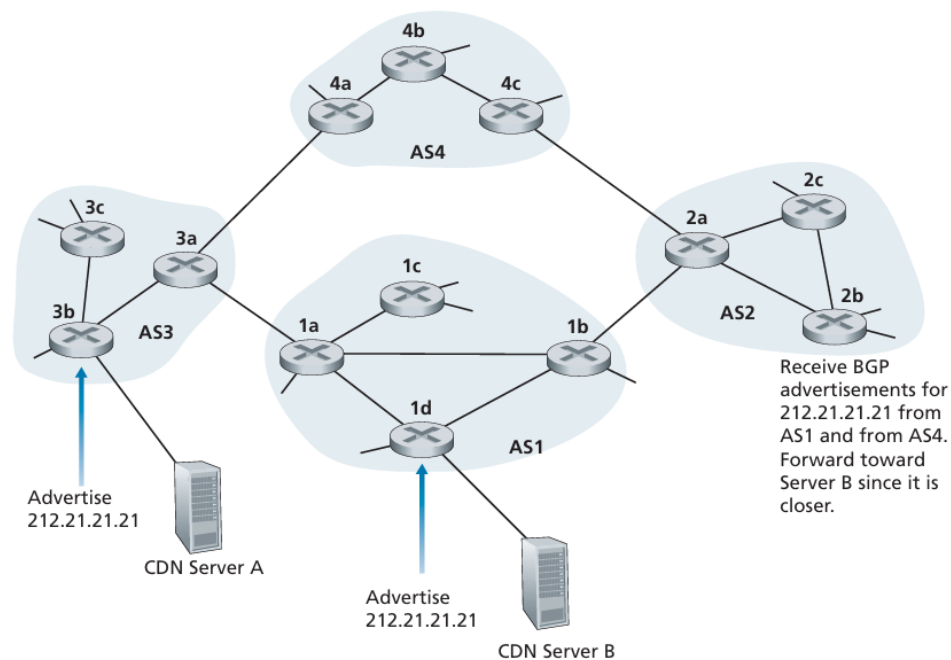 4b
4a
4c
AS4
3c
3a
3b
AS3
2c
2a
2b
AS2
1c
1a
1b
1d
AS1
Receive BGP
advertisements for
212.21.21.21 from
AS1 and from AS4.
Forward toward
Server B since it is
closer.
Advertise
212.21.21.21
CDN Server A
Advertise
212.21.21.21
CDN Server B